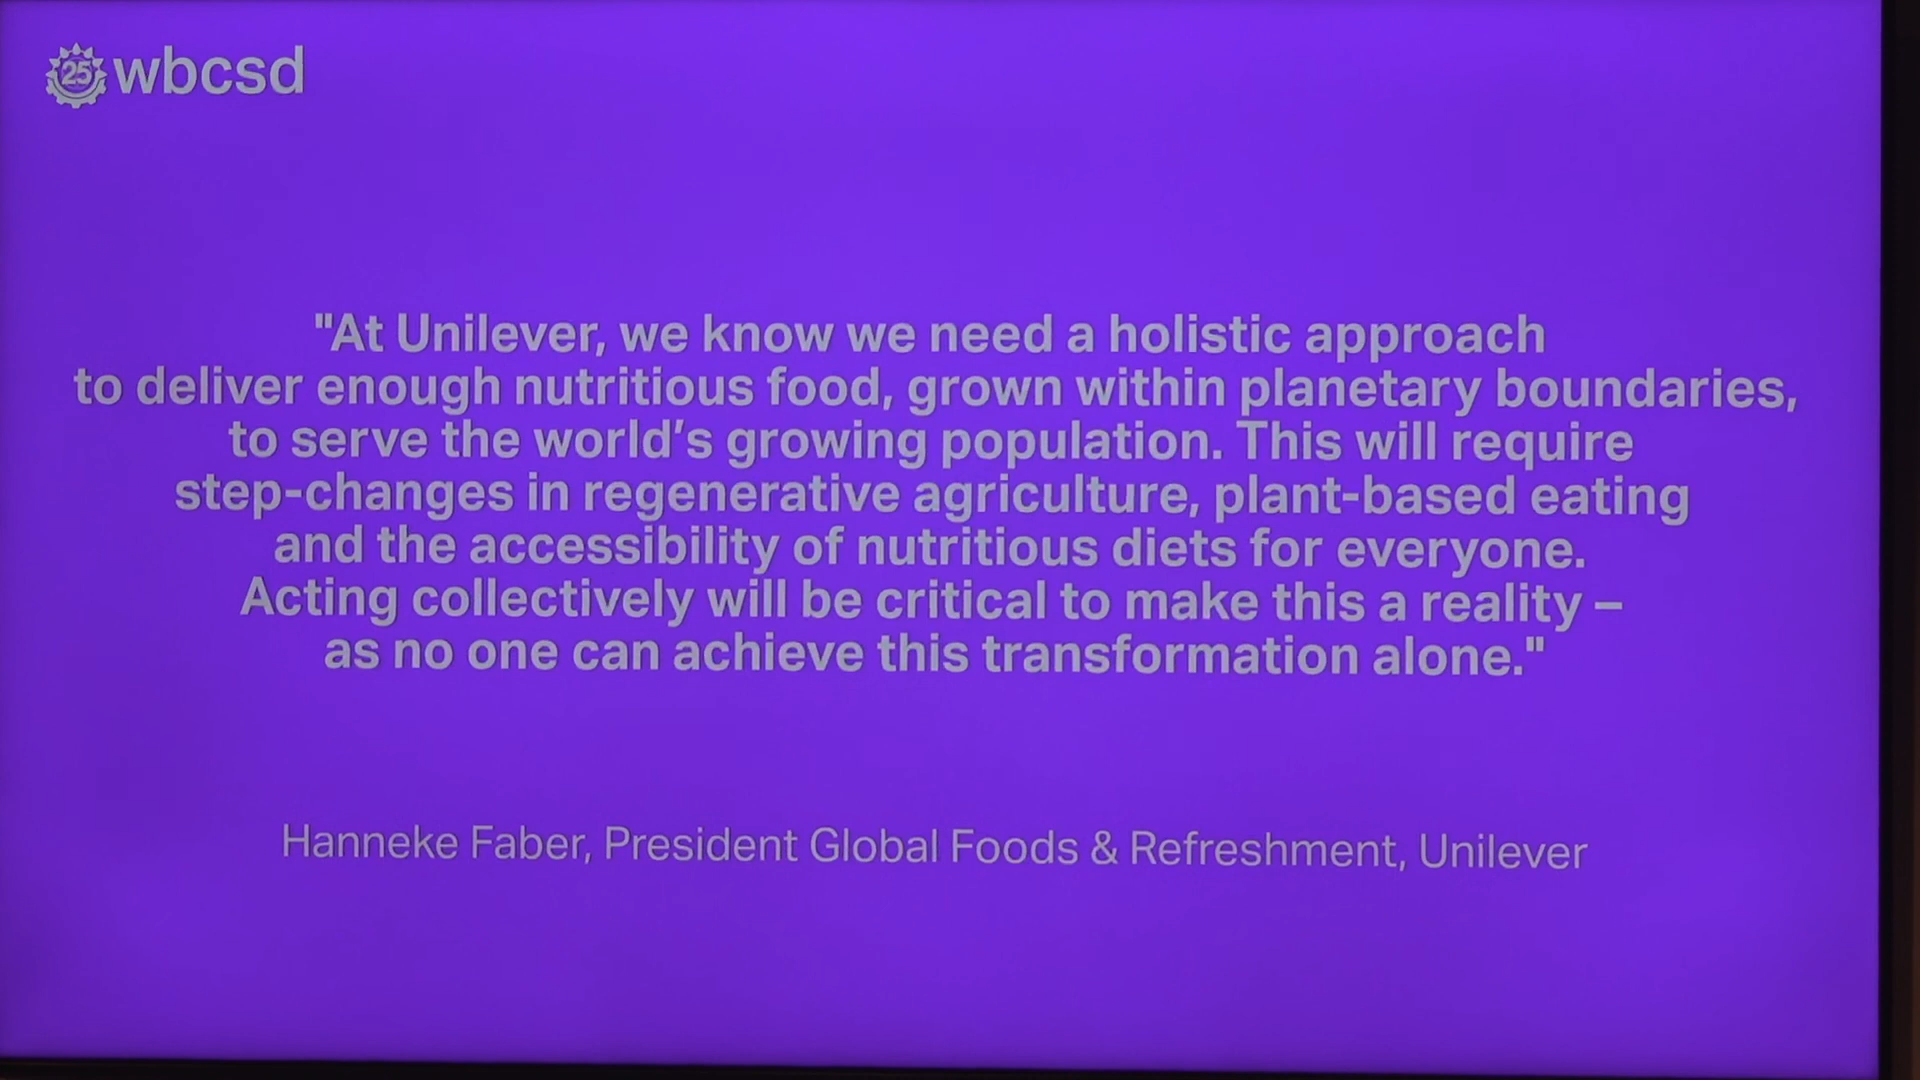 25 wbcsd
"At Unilever, we know we need a holistic approach
to deliver enough nutritious food, grown within planetary boundaries,
to serve the world’s growing population. This will require
step-changes in regenerative agriculture, plant-based eating
and the accessibility of nutritious diets for everyone.
Acting collectively will be critical to make this a reality –
as no one can achieve this transformation alone."
Hanneke Faber, President Global Foods & Refreshment, Unilever